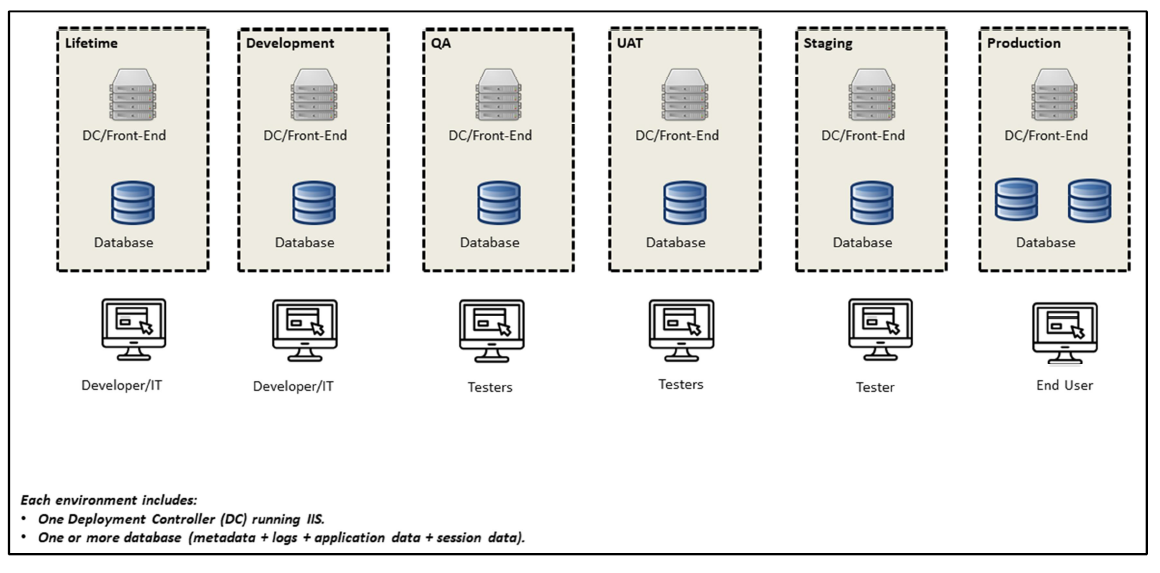 Lifetime
DC/Front-End
Database
Developer/IT
Development
DC/Front-End
Database
Developer/IT
QA
DC/Front-End
Database
Testers
UAT
DC/Front-End
Database
Testers
Staging
DC/Front-End
Database
Tester
Production
DC/Front-End
Database
End User
Each environment includes:
• One Deployment Controller (DC) running IIS.
• One or more database (metadata + logs + application data + session data).